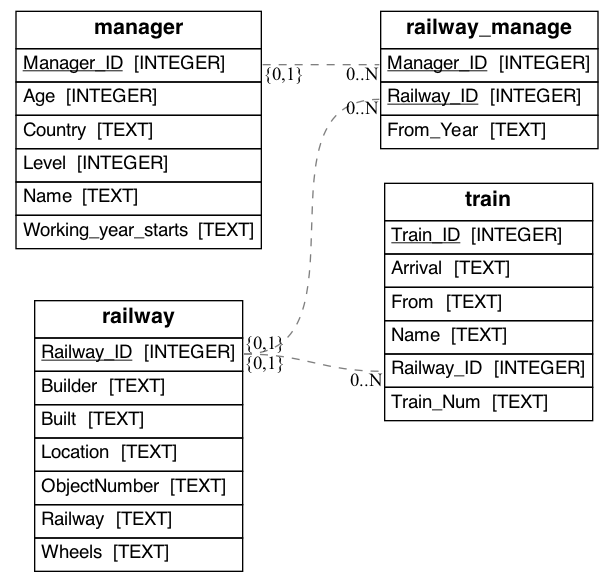 manager
Manager_ID [INTEGER]
Age [INTEGER]
Country [TEXT]
Level [INTEGER]
Name [TEXT]
Working_year_starts [TEXT]
{0,1}
0..N
railway_manage
Manager_ID [INTEGER]
Railway_ID [INTEGER]
From_Year [TEXT]
0..N
train
Train_ID [INTEGER]
Arrival [TEXT]
From [TEXT]
Name [TEXT]
Railway_ID [INTEGER]
Train_Num [TEXT]
railway
Railway_ID [INTEGER]
Builder [TEXT]
Built [TEXT]
Location [TEXT]
ObjectNumber [TEXT]
Railway [TEXT]
Wheels [TEXT]
{0,1}
{0,1}
0..N